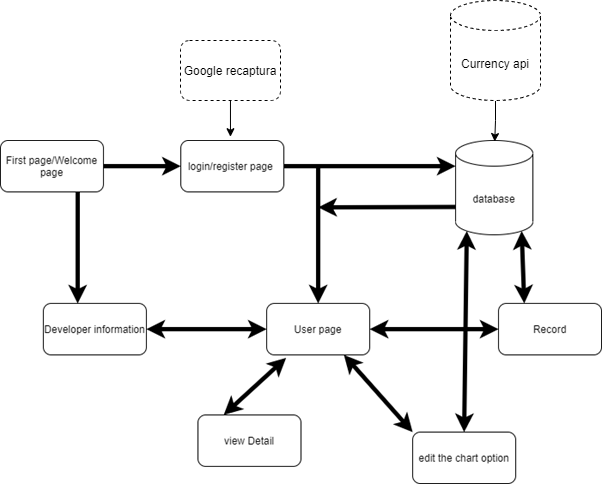 Google recaptura
Currency api
First page/Welcome
page
login/register page
database
Developer information
User page
Record
view Detail
edit the chart option